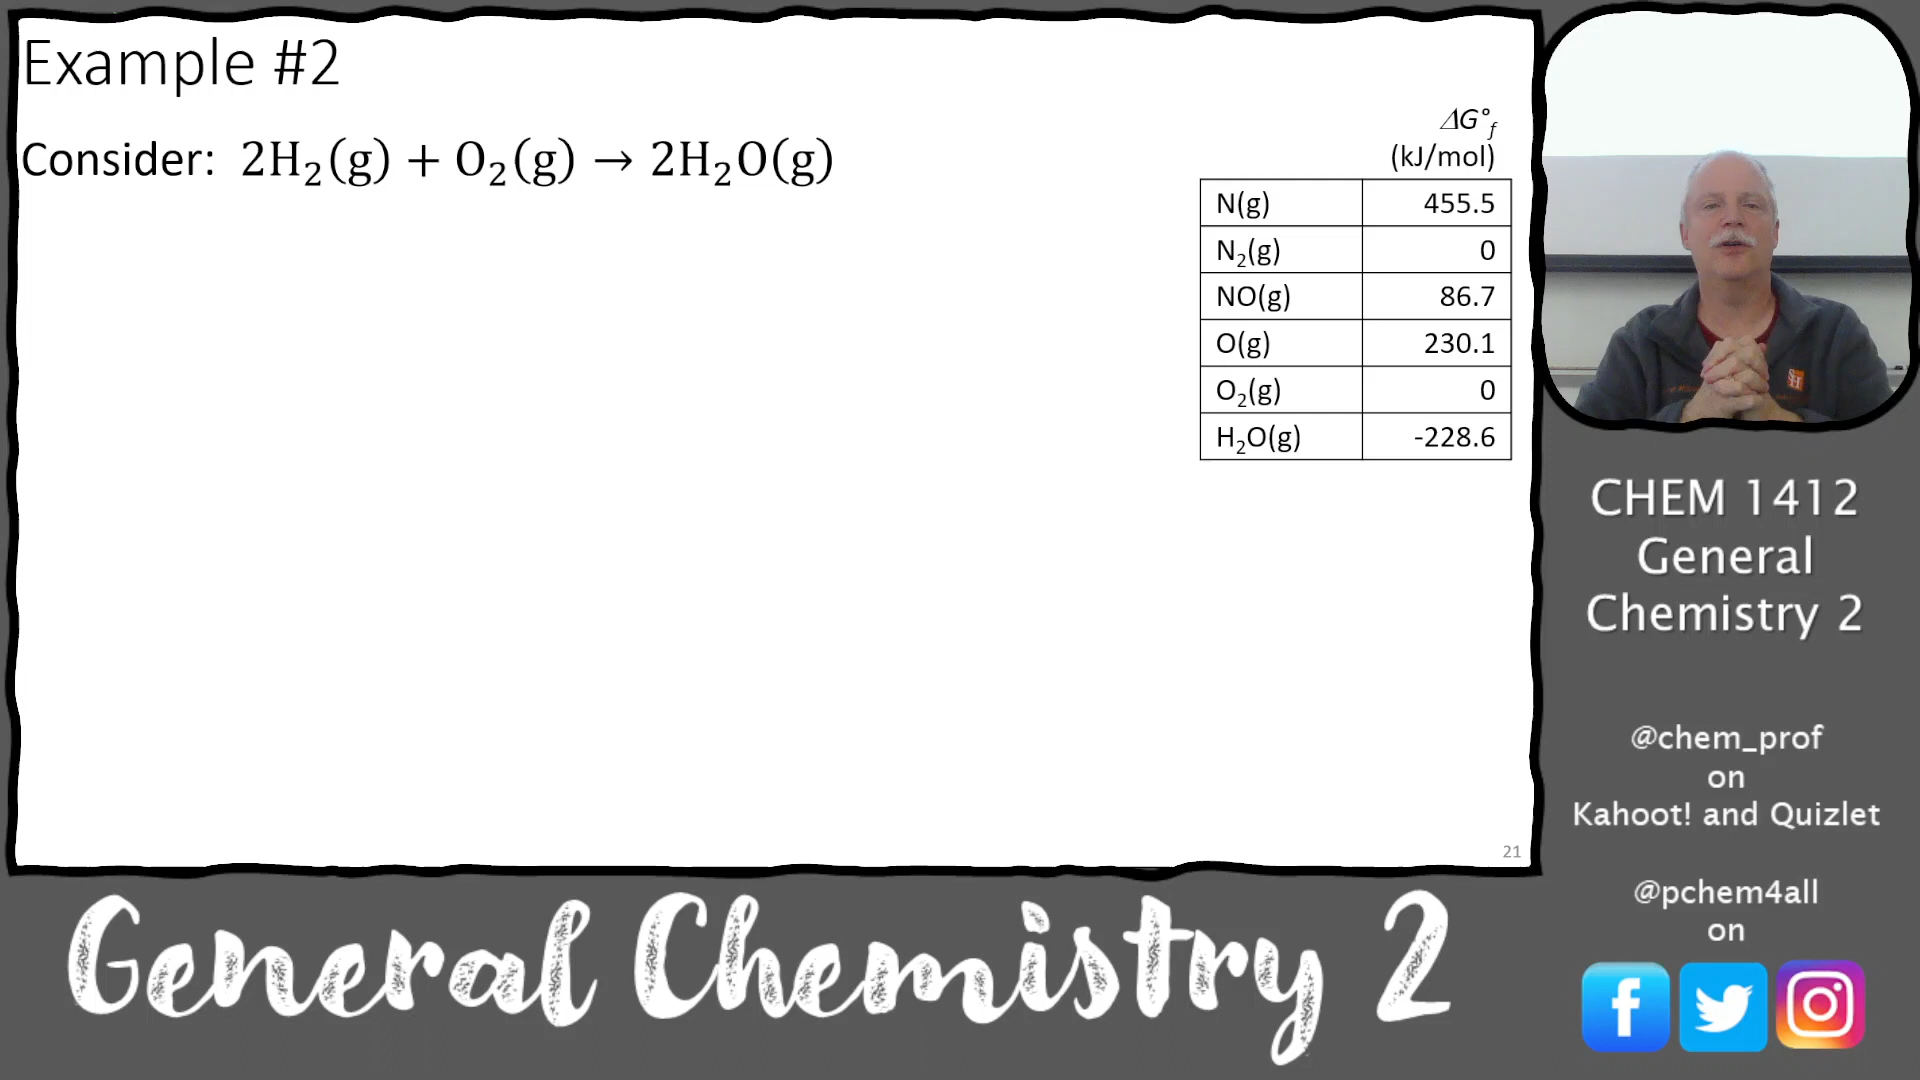 Example #2
Consider: 2H₂(g) + O₂(g) → 2H₂O(g)
ΔG°f
(kJ/mol)
N(g) 455.5
N₂(g) 0
NO(g) 86.7
O(g) 230.1
O₂(g) 0
H₂O(g) -228.6
21
CHEM 1412
General
Chemistry 2
@chem_prof
on
Kahoot! and Quizlet
@pchem4all
on
General Chemistry 2